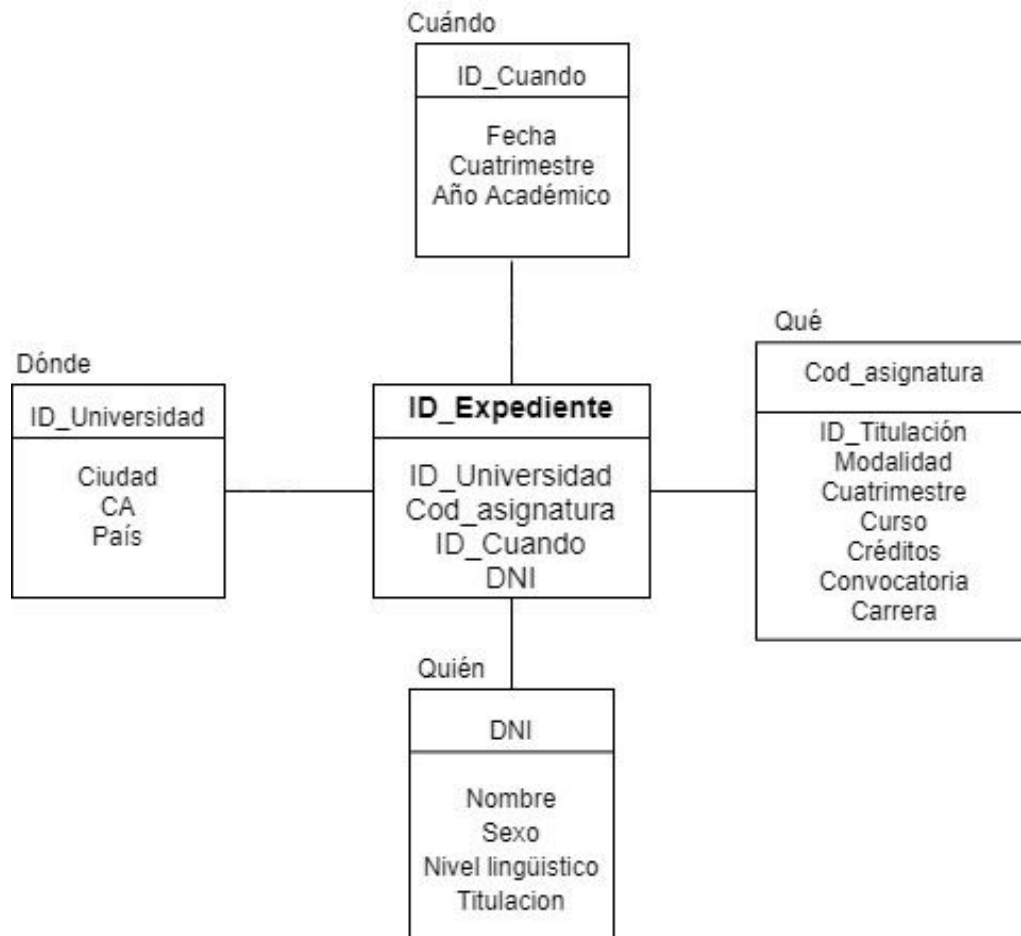 Cuándo
ID_Cuando
Fecha
Cuatrimestre
Año Académico
Dónde
ID_Universidad
Ciudad
CA
País
ID_Expediente
ID_Universidad
Cod_asignatura
ID_Cuando
DNI
Qué
Cod_asignatura
ID_Titulación
Modalidad
Cuatrimestre
Curso
Créditos
Convocatoria
Carrera
Quién
DNI
Nombre
Sexo
Nivel lingüistico
Titulacion